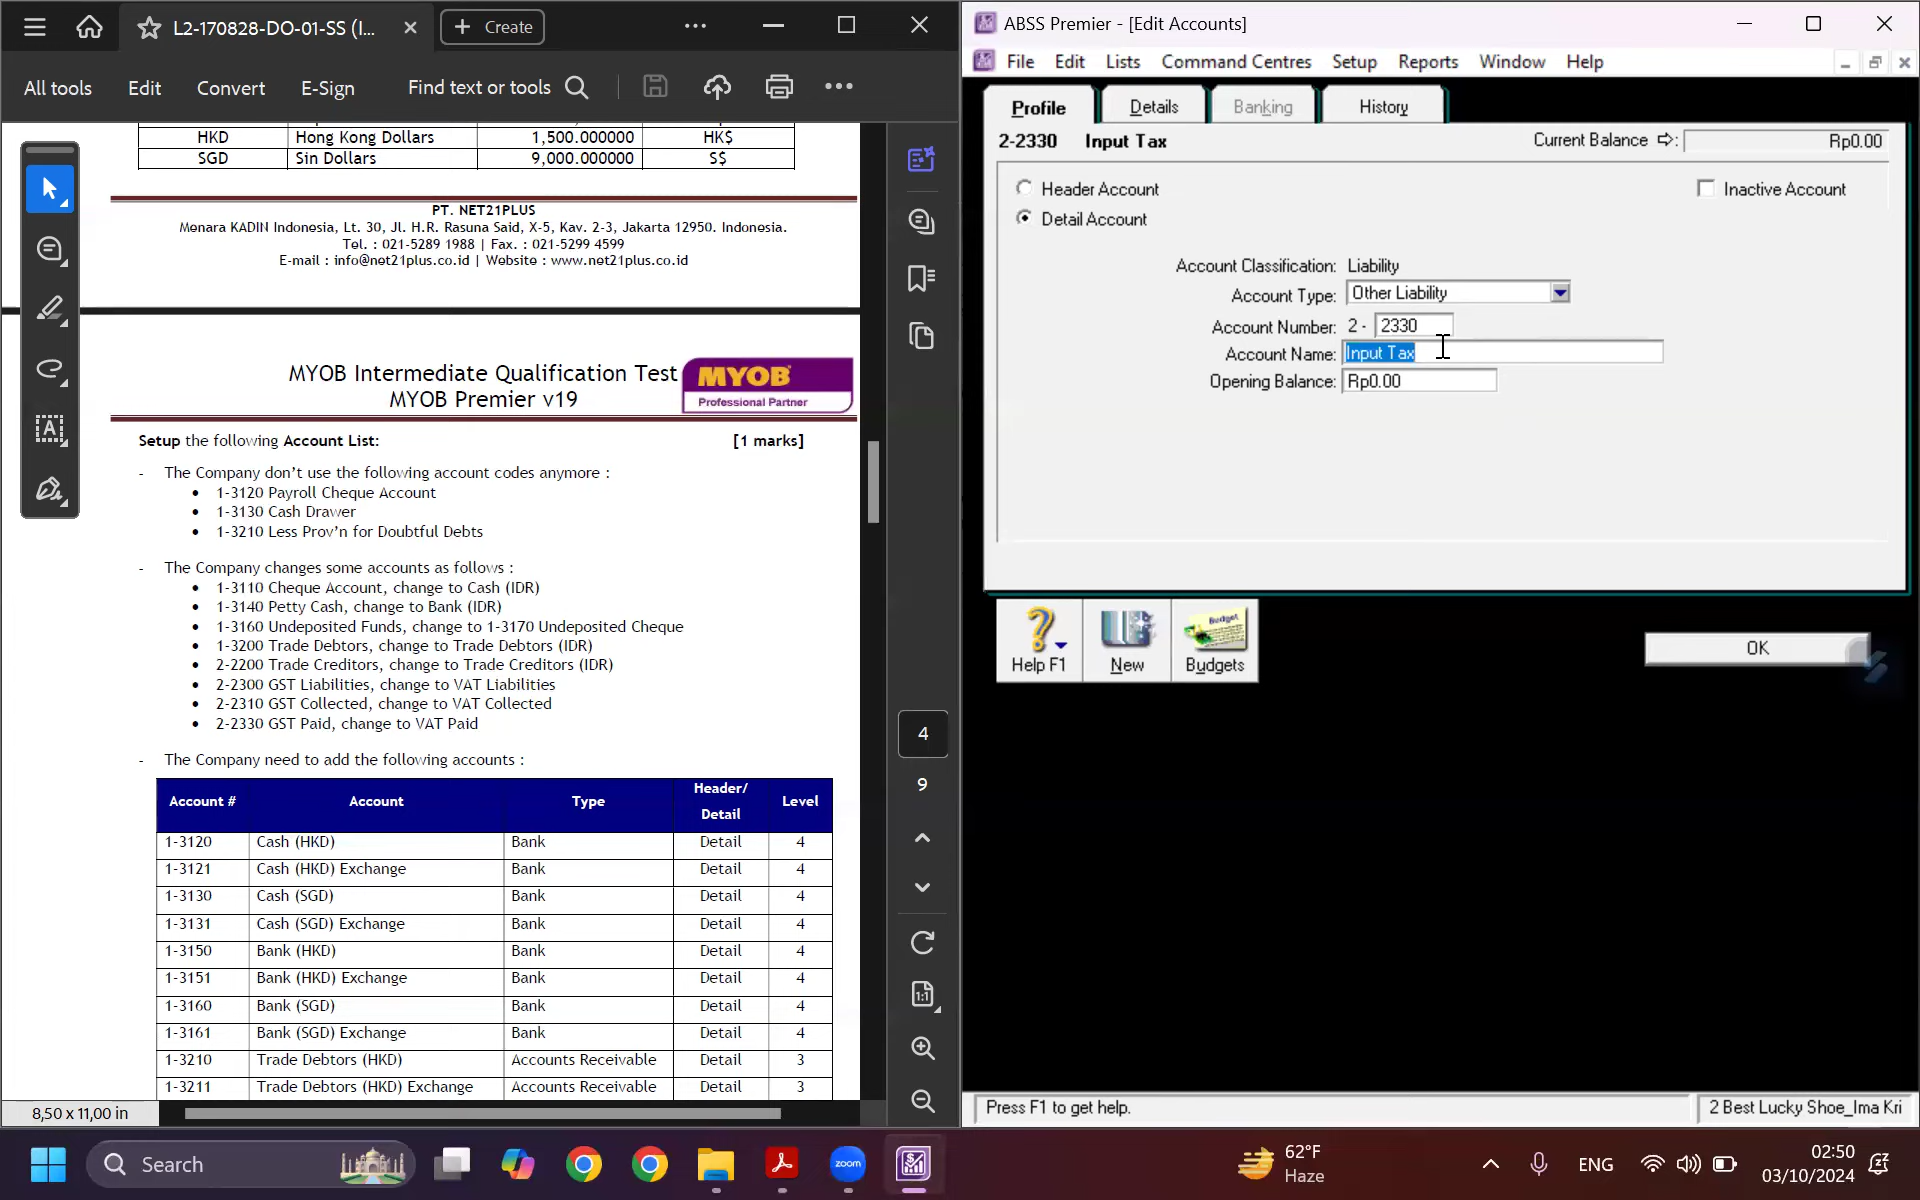 L2-170828-DO-01-SS (I...
Create
All tools
Edit
Convert
E-Sign
Find text or tools
HKD Hong Kong Dollars 1,500.000000 HK$
SGD Sin Dollars 9,000.000000 S$
PT. NET21PLUS
Menara KADIN Indonesia, Lt. 30, Jl. H.R. Rasuna Said, X-5, Kav. 2-3, Jakarta 12950. Indonesia.
Tel. : 021-5289 1988 | Fax. : 021-5299 4599
E-mail : info@net21plus.co.id | Website : www.net21plus.co.id
MYOB Intermediate Qualification Test
MYOB Premier v19
MYOB
Professional Partner
Setup the following Account List: [1 marks]
- The Company don't use the following account codes anymore :
• 1-3120 Payroll Cheque Account
• 1-3130 Cash Drawer
• 1-3210 Less Prov'n for Doubtful Debts
- The Company changes some accounts as follows :
• 1-3110 Cheque Account, change to Cash (IDR)
• 1-3140 Petty Cash, change to Bank (IDR)
• 1-3160 Undeposited Funds, change to 1-3170 Undeposited Cheque
• 1-3200 Trade Debtors, change to Trade Debtors (IDR)
• 2-2200 Trade Creditors, change to Trade Creditors (IDR)
• 2-2300 GST Liabilities, change to VAT Liabilities
• 2-2310 GST Collected, change to VAT Collected
• 2-2330 GST Paid, change to VAT Paid
- The Company need to add the following accounts :
Account # Account Type Header/ Detail Level
1-3120 Cash (HKD) Bank Detail 4
1-3121 Cash (HKD) Exchange Bank Detail 4
1-3130 Cash (SGD) Bank Detail 4
1-3131 Cash (SGD) Exchange Bank Detail 4
1-3150 Bank (HKD) Bank Detail 4
1-3151 Bank (HKD) Exchange Bank Detail 4
1-3160 Bank (SGD) Bank Detail 4
1-3161 Bank (SGD) Exchange Bank Detail 4
1-3210 Trade Debtors (HKD) Accounts Receivable Detail 3
1-3211 Trade Debtors (HKD) Exchange Accounts Receivable Detail 3
8,50 x 11,00 in
4
9
1:1
ABSS Premier - [Edit Accounts]
File Edit Lists Command Centres Setup Reports Window Help
Profile Details Banking History
2-2330 Input Tax Current Balance : Rp0.00
Header Account
Inactive Account
Detail Account
Account Classification: Liability
Account Type: Other Liability
Account Number: 2 - 2330
Account Name: Input Tax
Opening Balance: Rp0.00
Budget
Help F1 New Budgets
OK
Press F1 to get help.
2 Best Lucky Shoe_Ima Kri
Search
zoom
62°F
Haze
ENG
02:50
03/10/2024